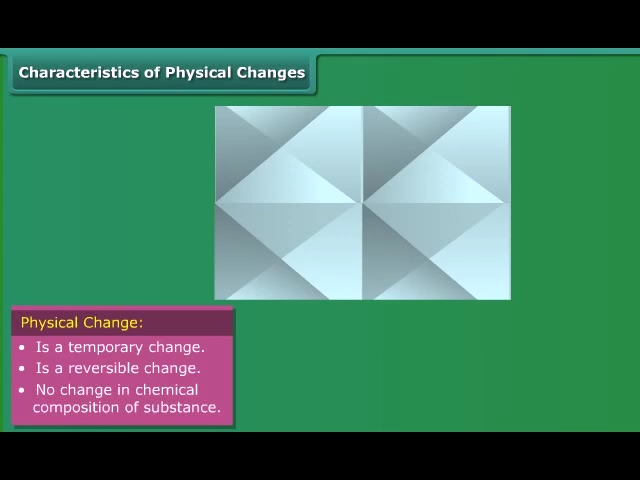 Characteristics of Physical Changes
Physical Change:
• Is a temporary change.
• Is a reversible change.
• No change in chemical
composition of substance.